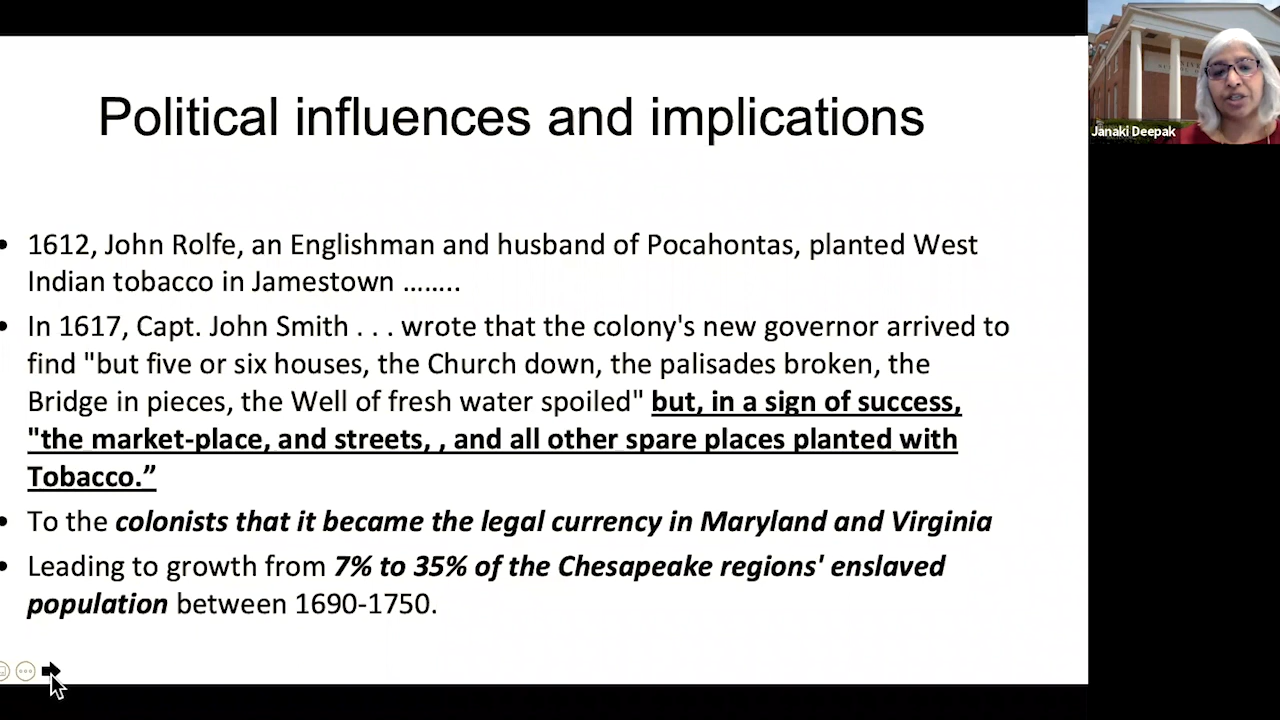 Political influences and implications
• 1612, John Rolfe, an Englishman and husband of Pocahontas, planted West
Indian tobacco in Jamestown ........
• In 1617, Capt. John Smith . . . wrote that the colony's new governor arrived to
find "but five or six houses, the Church down, the palisades broken, the
Bridge in pieces, the Well of fresh water spoiled" but, in a sign of success,
"the market-place, and streets, , and all other spare places planted with
Tobacco.”
• To the colonists that it became the legal currency in Maryland and Virginia
• Leading to growth from 7% to 35% of the Chesapeake regions' enslaved
population between 1690-1750.
Janaki Deepak